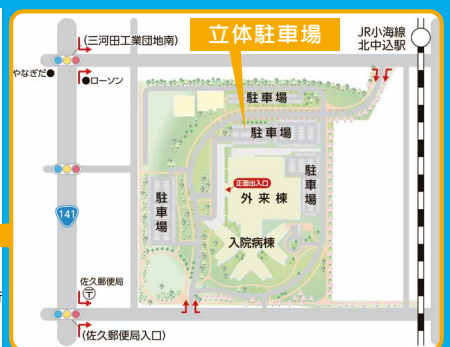 立体駐車場
JR小海線
北中込駅
(三河田工業団地南)
やなぎだ
ローソン
駐車場
駐車場
正面出入口
外来棟
駐車場
駐車場
入院病棟
141
佐久郵便局
〒
(佐久郵便局入口)